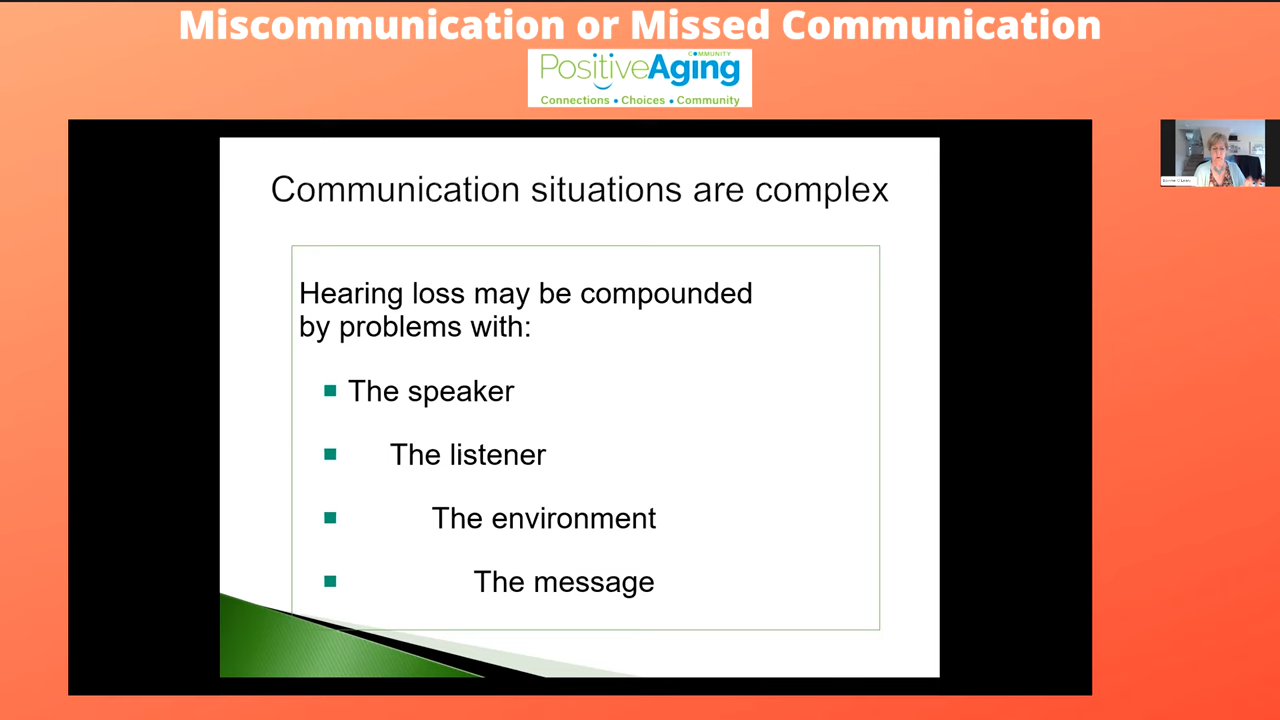 Miscommunication or Missed Communication
COMMUNITY
PositiveAging
Connections • Choices • Community
Communication situations are complex
Hearing loss may be compounded
by problems with:
■ The speaker
■ The listener
■ The environment
■ The message